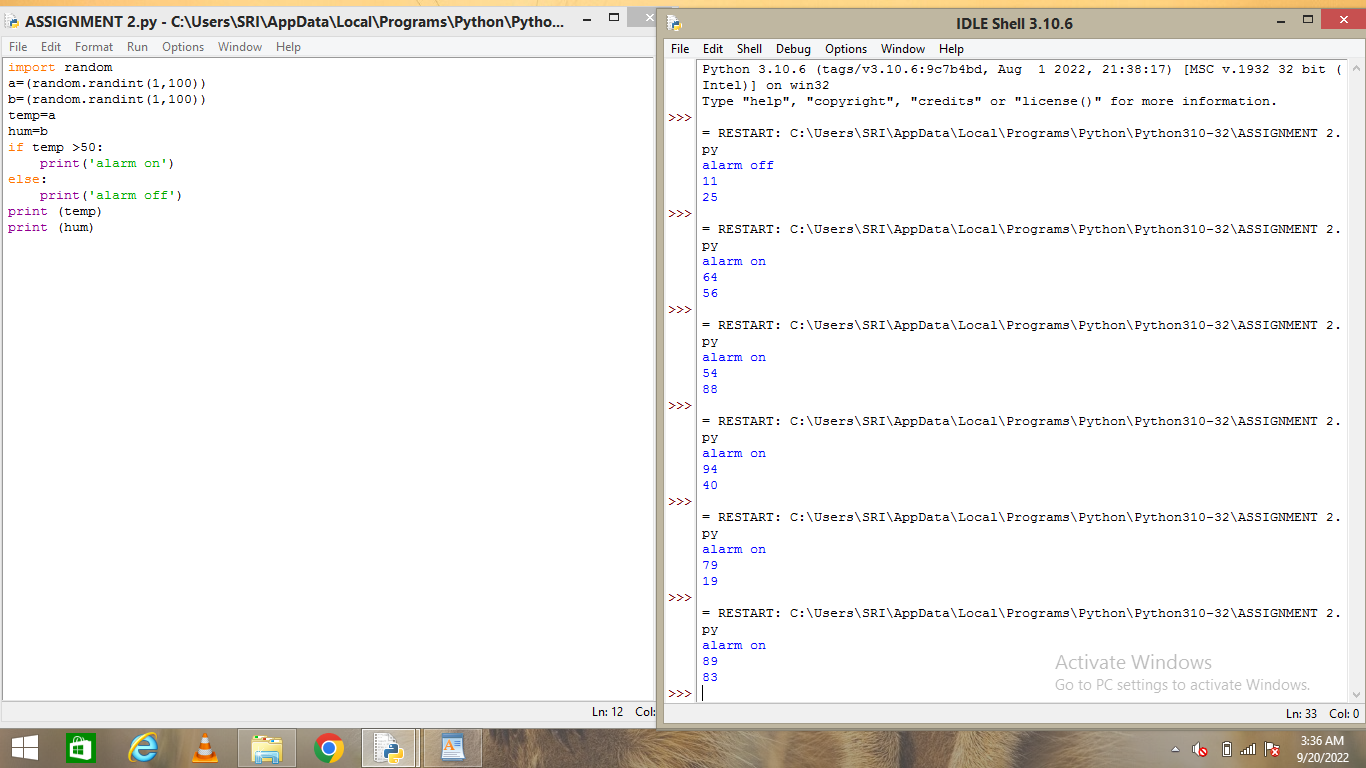 ASSIGNMENT 2.py - C:\Users\SRI\AppData\Local\Programs\Python\Pytho...
File Edit Format Run Options Window Help
import random
a=(random.randint(1,100))
b=(random.randint(1,100))
temp=a
hum=b
if temp >50:
    print('alarm on')
else:
    print('alarm off')
print (temp)
print (hum)
Ln: 12 Col:
IDLE Shell 3.10.6
File Edit Shell Debug Options Window Help
Python 3.10.6 (tags/v3.10.6:9c7b4bd, Aug  1 2022, 21:38:17) [MSC v.1932 32 bit (
Intel)] on win32
Type "help", "copyright", "credits" or "license()" for more information.
>>>
= RESTART: C:\Users\SRI\AppData\Local\Programs\Python\Python310-32\ASSIGNMENT 2.
py
alarm off
11
25
>>>
= RESTART: C:\Users\SRI\AppData\Local\Programs\Python\Python310-32\ASSIGNMENT 2.
py
alarm on
64
56
>>>
= RESTART: C:\Users\SRI\AppData\Local\Programs\Python\Python310-32\ASSIGNMENT 2.
py
alarm on
54
88
>>>
= RESTART: C:\Users\SRI\AppData\Local\Programs\Python\Python310-32\ASSIGNMENT 2.
py
alarm on
94
40
>>>
= RESTART: C:\Users\SRI\AppData\Local\Programs\Python\Python310-32\ASSIGNMENT 2.
py
alarm on
79
19
>>>
= RESTART: C:\Users\SRI\AppData\Local\Programs\Python\Python310-32\ASSIGNMENT 2.
py
alarm on
89
83
>>>
Activate Windows
Go to PC settings to activate Windows.
Ln: 33 Col: 0
3:36 AM
9/20/2022